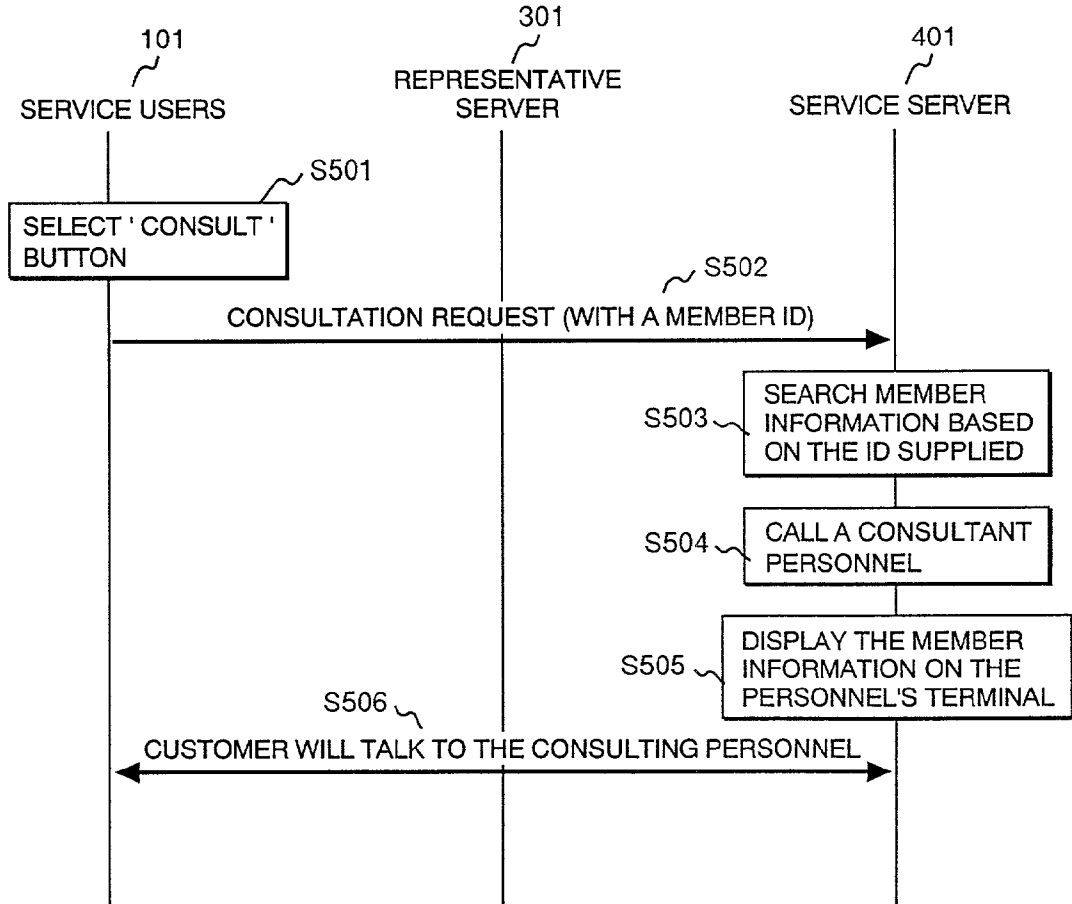 101
SERVICE USERS
301
REPRESENTATIVE
SERVER
401
SERVICE SERVER
S501
SELECT ' CONSULT '
BUTTON
S502
CONSULTATION REQUEST (WITH A MEMBER ID)
S503
SEARCH MEMBER
INFORMATION BASED
ON THE ID SUPPLIED
S504
CALL A CONSULTANT
PERSONNEL
S505
DISPLAY THE MEMBER
INFORMATION ON THE
PERSONNEL'S TERMINAL
S506
CUSTOMER WILL TALK TO THE CONSULTING PERSONNEL